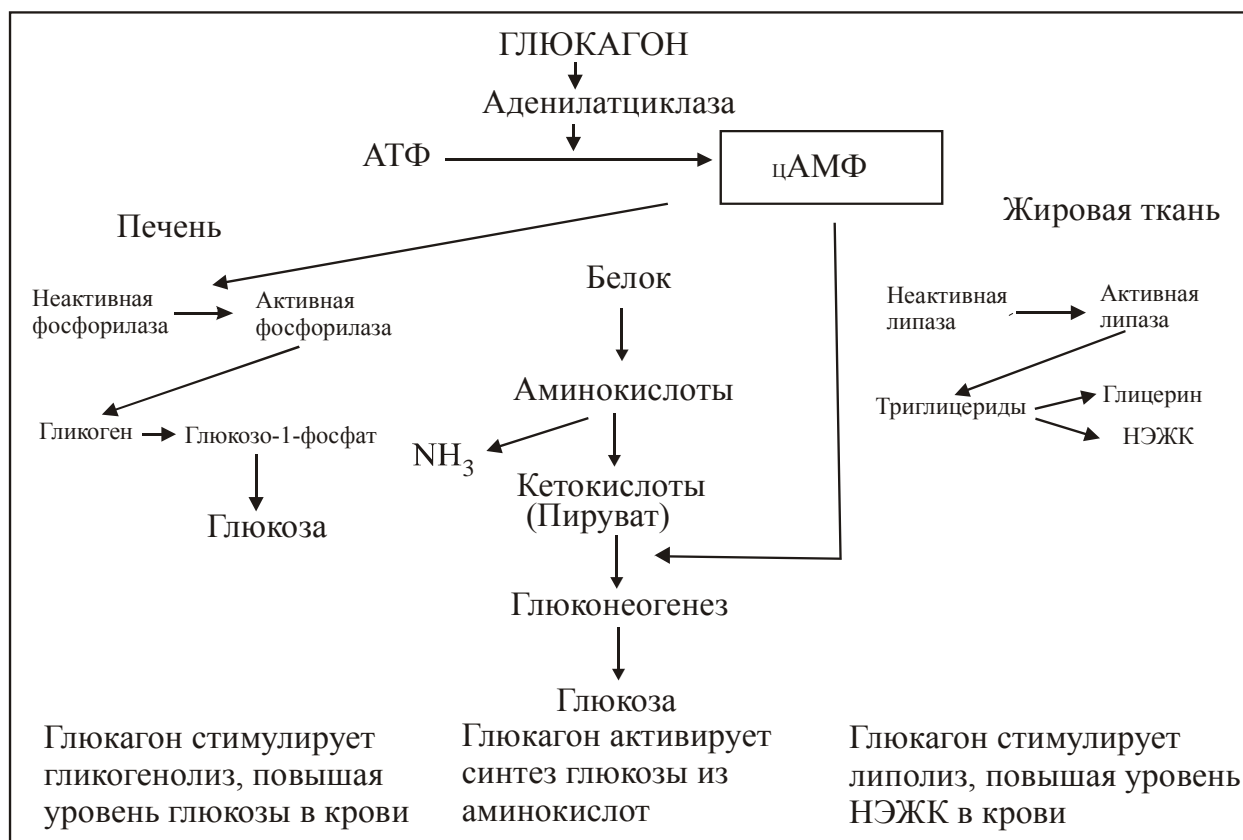 ГЛЮКАГОН
Аденилатциклаза
АТФ
цАМФ
Печень
Жировая ткань
Белок
Неактивная
фосфорилаза
Активная
фосфорилаза
Неактивная
липаза
Активная
липаза
Аминокислоты
Гликоген
Глюкозо-1-фосфат
Триглицериды
Глицерин
НЭЖК
NH3
Кетокислоты
(Пируват)
Глюкоза
Глюконеогенез
Глюкоза
Глюкагон стимулирует
гликогенолиз, повышая
уровень глюкозы в крови
Глюкагон активирует
синтез глюкозы из
аминокислот
Глюкагон стимулирует
липолиз, повышая уровень
НЭЖК в крови